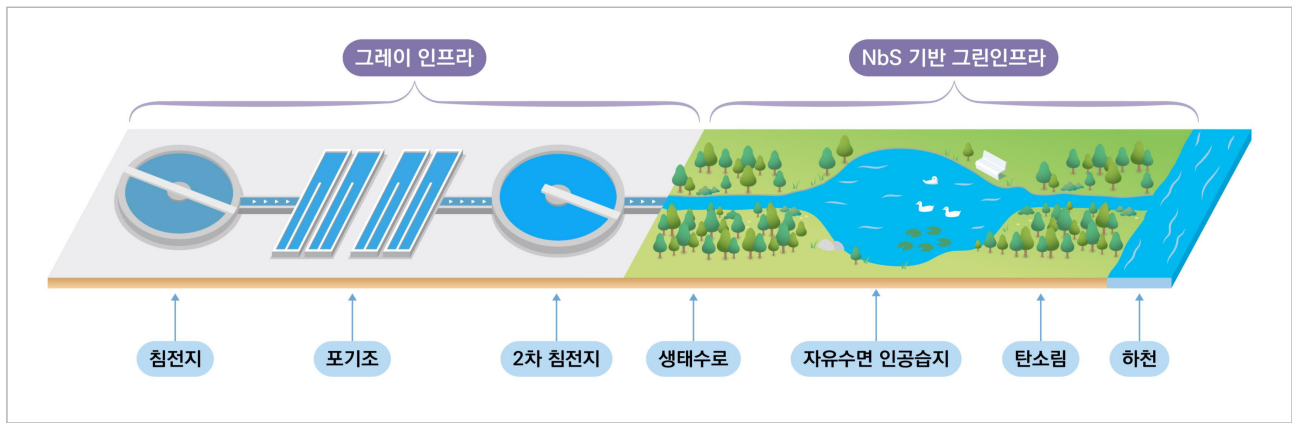 그레이 인프라
NbS 기반 그린인프라
침전지
포기조
2차 침전지
생태수로
자유수면 인공습지
탄소림
하천